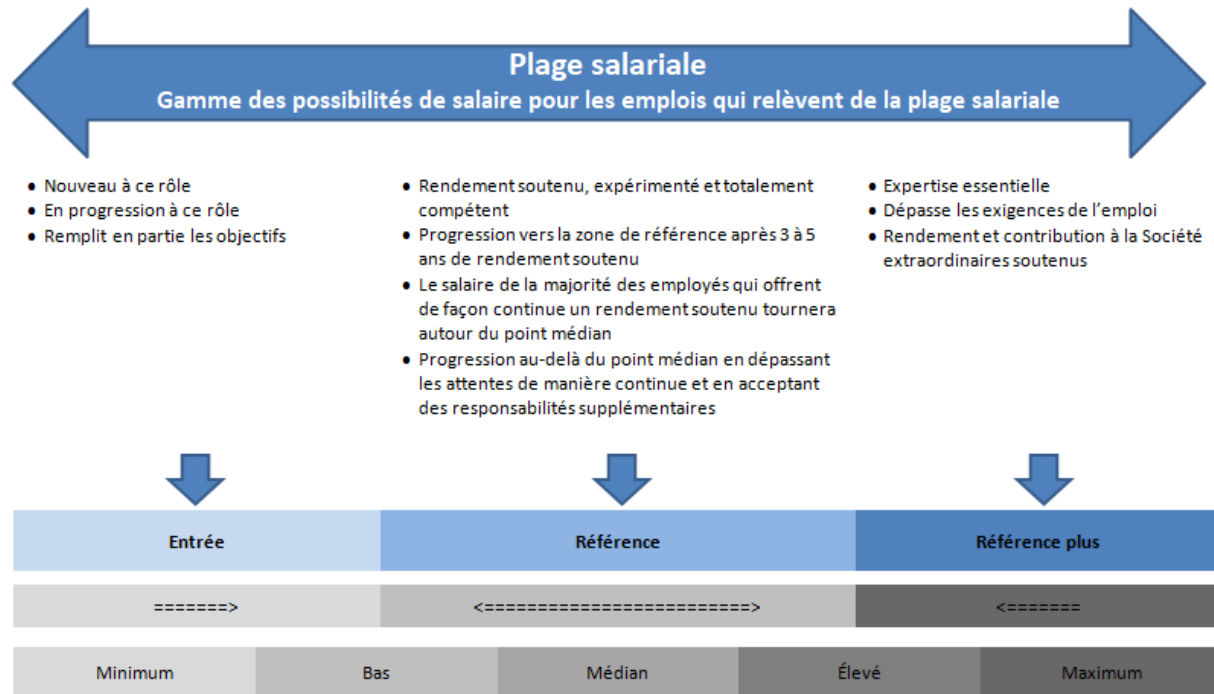 Plage salariale
Gamme des possibilités de salaire pour les emplois qui relèvent de la plage salariale
• Nouveau à ce rôle
• En progression à ce rôle
• Remplit en partie les objectifs
• Rendement soutenu, expérimenté et totalement
compétent
• Progression vers la zone de référence après 3 à 5
ans de rendement soutenu
• Le salaire de la majorité des employés qui offrent
de façon continue un rendement soutenu tournera
autour du point médian
• Progression au-delà du point médian en dépassant
les attentes de manière continue et en acceptant
des responsabilités supplémentaires
• Expertise essentielle
• Dépasse les exigences de l'emploi
• Rendement et contribution à la Société
extraordinaires soutenus
Entrée Référence Référence plus
=======> <=========================> <=======
Minimum Bas Médian Élevé Maximum